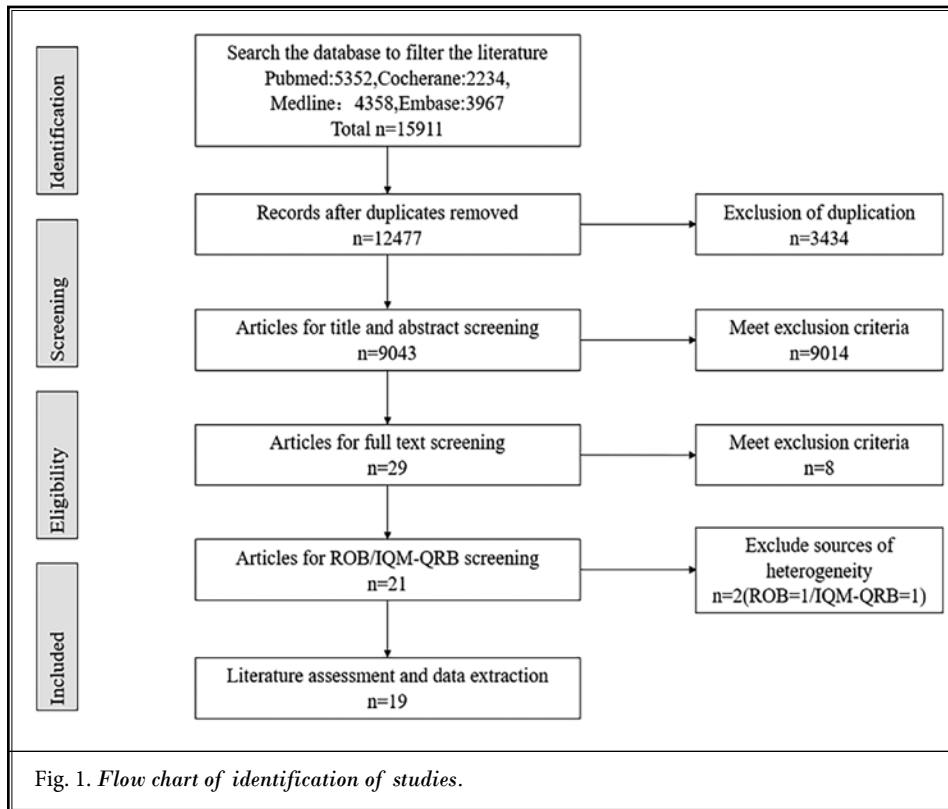 Identification
Search the database to filter the literature
Pubmed:5352,Cocherane:2234,
Medline：4358,Embase:3967
Total n=15911
Screening
Records after duplicates removed
n=12477
Exclusion of duplication
n=3434
Articles for title and abstract screening
n=9043
Meet exclusion criteria
n=9014
Eligibility
Articles for full text screening
n=29
Meet exclusion criteria
n=8
Included
Articles for ROB/IQM-QRB screening
n=21
Exclude sources of
heterogeneity
n=2(ROB=1/IQM-QRB=1)
Literature assessment and data extraction
n=19
Fig. 1. Flow chart of identification of studies.